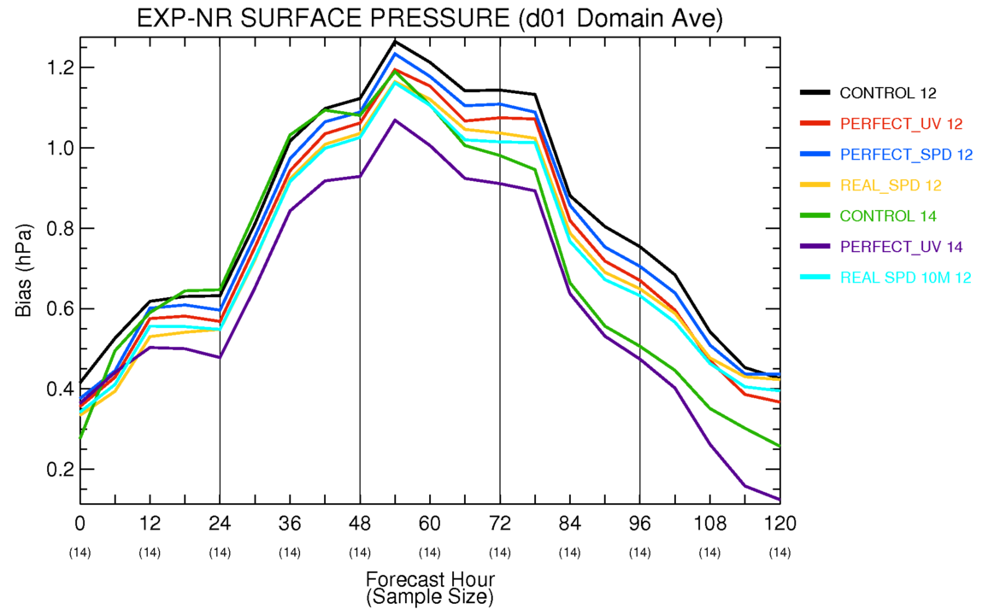 EXP-NR SURFACE PRESSURE (d01 Domain Ave)
1.2
1.0
0.8
0.6
0.4
0.2
Bias (hPa)
CONTROL 12
PERFECT_UV 12
PERFECT_SPD 12
REAL_SPD 12
CONTROL 14
PERFECT_UV 14
REAL SPD 10M 12
0 12 24 36 48 60 72 84 96 108 120
(14) (14) (14) (14) (14) (14) (14) (14) (14) (14) (14)
Forecast Hour
(Sample Size)